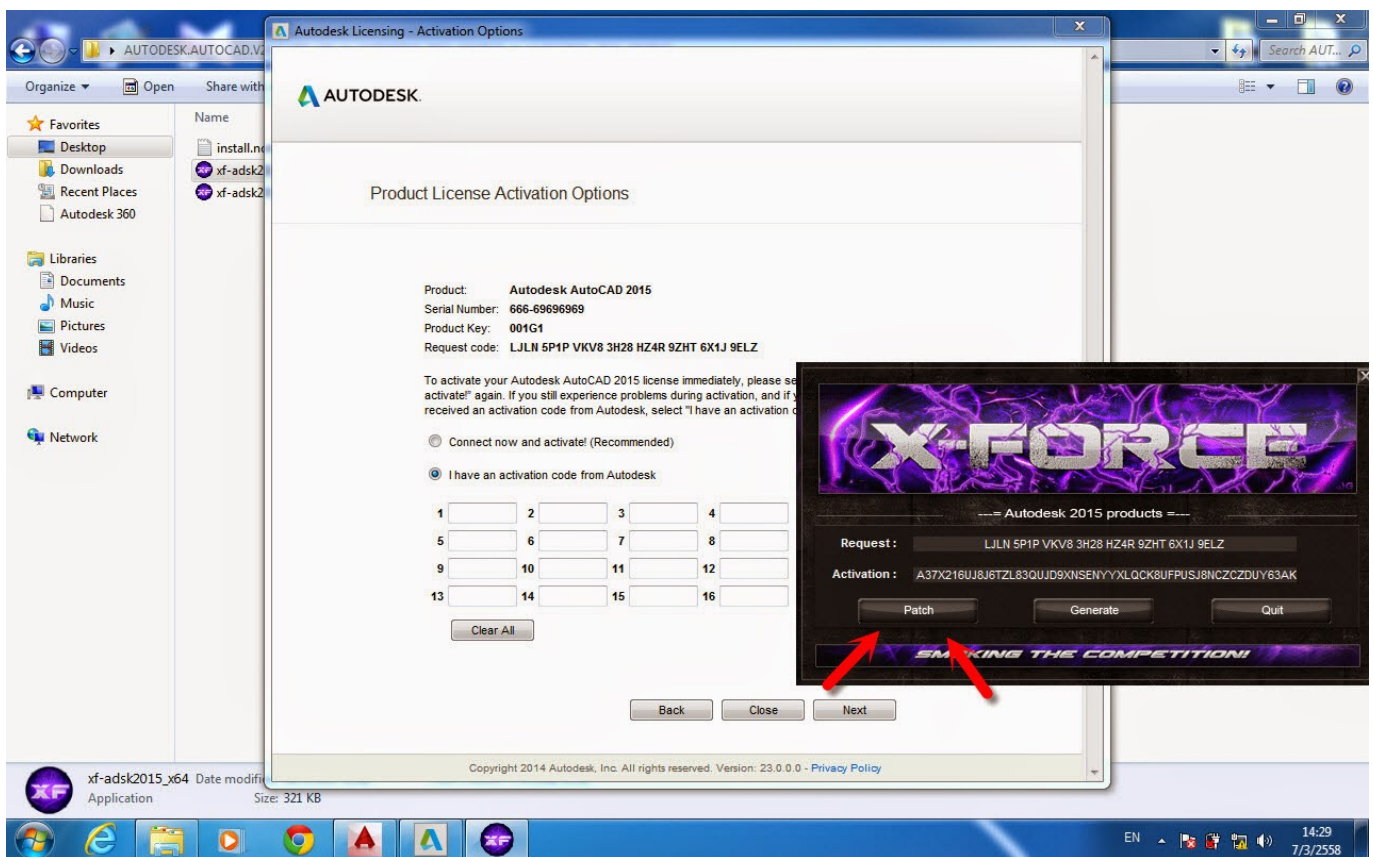 AUTODESK.AUTOCAD.V2
Search AUT...
Organize
Open
Share with
Favorites
Desktop
Downloads
Recent Places
Autodesk 360
Libraries
Documents
Music
Pictures
Videos
Computer
Network
Name
install.n
xf-adsk2
xf-adsk2
Autodesk Licensing - Activation Options
AUTODESK.
Product License Activation Options
Product: Autodesk AutoCAD 2015
Serial Number: 666-69696969
Product Key: 001G1
Request code: LJLN 5P1P VKV8 3H28 HZ4R 9ZHT 6X1J 9ELZ
To activate your Autodesk AutoCAD 2015 license immediately, please se
activate!" again. If you still experience problems during activation, and if
received an activation code from Autodesk, select "I have an activation
Connect now and activate! (Recommended)
I have an activation code from Autodesk
1 2 3 4
5 6 7 8
9 10 11 12
13 14 15 16
Clear All
Back Close Next
Copyright 2014 Autodesk, Inc. All rights reserved. Version: 23.0.0.0 - Privacy Policy
X-FORCE
---= Autodesk 2015 products =---
Request : LJLN 5P1P VKV8 3H28 HZ4R 9ZHT 6X1J 9ELZ
Activation : A37X216UJ8J6TZL83QUJD9XNSENYYXLQCK8UFPUSJ8NCZCZDUY63AK
Patch Generate Quit
SMOKING THE COMPETITION!
XF
xf-adsk2015_x64 Date modifi
Application Size: 321 KB
XF
EN
14:29
7/3/2558